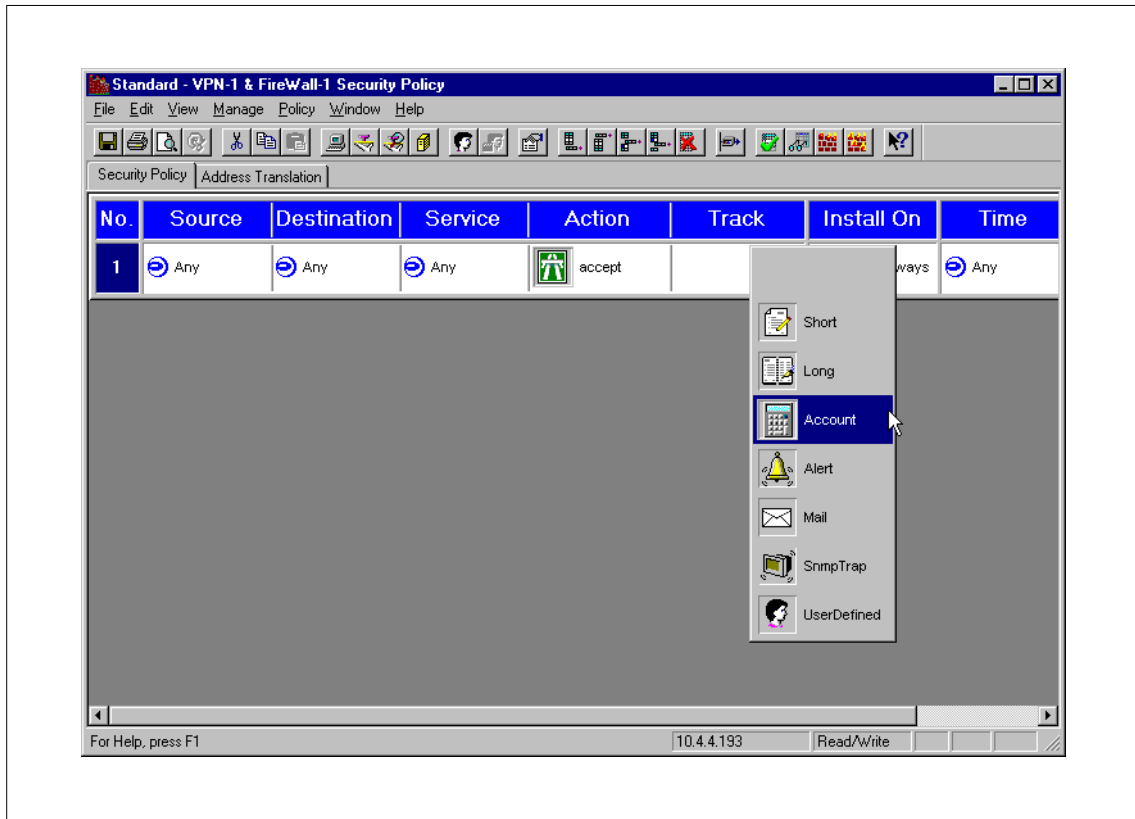 Standard - VPN-1 & FireWall-1 Security Policy
File Edit View Manage Policy Window Help
Security Policy Address Translation
No. Source Destination Service Action Track Install On Time
1 Any Any Any accept ways Any
Short
Long
Account
Alert
Mail
SnmpTrap
UserDefined
For Help, press F1 10.4.4.193 Read/Write